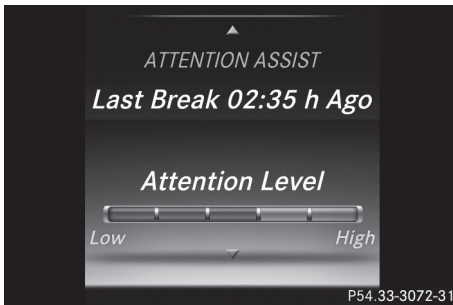 ATTENTION ASSIST
Last Break 02:35 h Ago
Attention Level
Low High
P54.33-3072-31